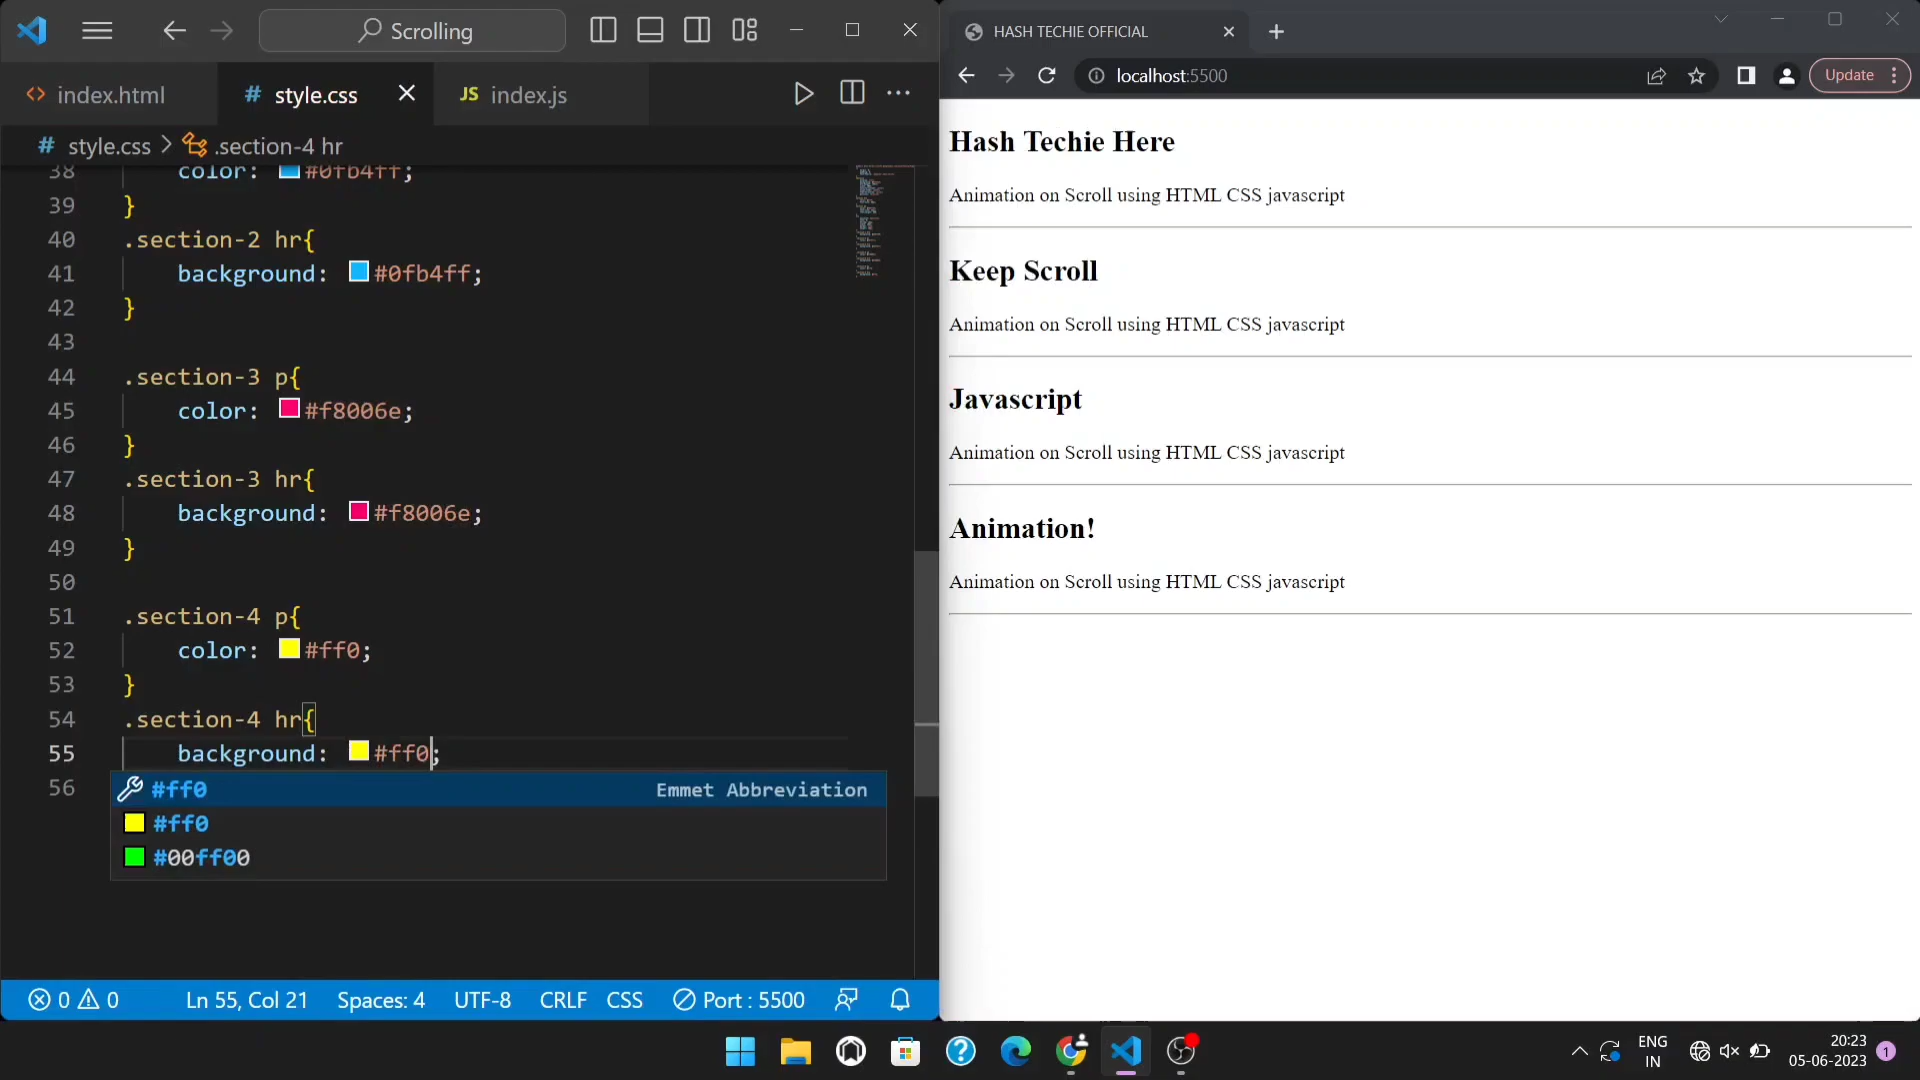 Scrolling
index.html
# style.css
JS index.js
# style.css > .section-4 hr
38 color: #0fb4ff;
39 }
40 .section-2 hr{
41 background: #0fb4ff;
42 }
43
44 .section-3 p{
45 color: #f8006e;
46 }
47 .section-3 hr{
48 background: #f8006e;
49 }
50
51 .section-4 p{
52 color: #ff0;
53 }
54 .section-4 hr{
55 background: #ff0;
56
#ff0 Emmet Abbreviation
#ff0
#00ff00
0 0 Ln 55, Col 21 Spaces: 4 UTF-8 CRLF CSS Port : 5500
HASH TECHIE OFFICIAL
localhost:5500
Update
Hash Techie Here
Animation on Scroll using HTML CSS javascript
Keep Scroll
Animation on Scroll using HTML CSS javascript
Javascript
Animation on Scroll using HTML CSS javascript
Animation!
Animation on Scroll using HTML CSS javascript
ENG
IN
20:23
05-06-2023
1